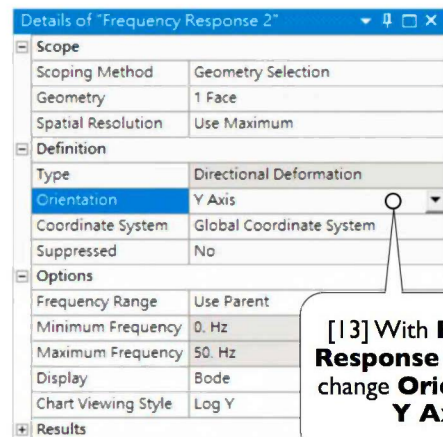 Details of "Frequency Response 2"
Scope
Scoping Method Geometry Selection
Geometry 1 Face
Spatial Resolution Use Maximum
Definition
Type Directional Deformation
Orientation Y Axis
Coordinate System Global Coordinate System
Suppressed No
Options
Frequency Range Use Parent
Minimum Frequency 0. Hz
Maximum Frequency 50. Hz
Display Bode
Chart Viewing Style Log Y
Results
[13] With
Response
change
Y